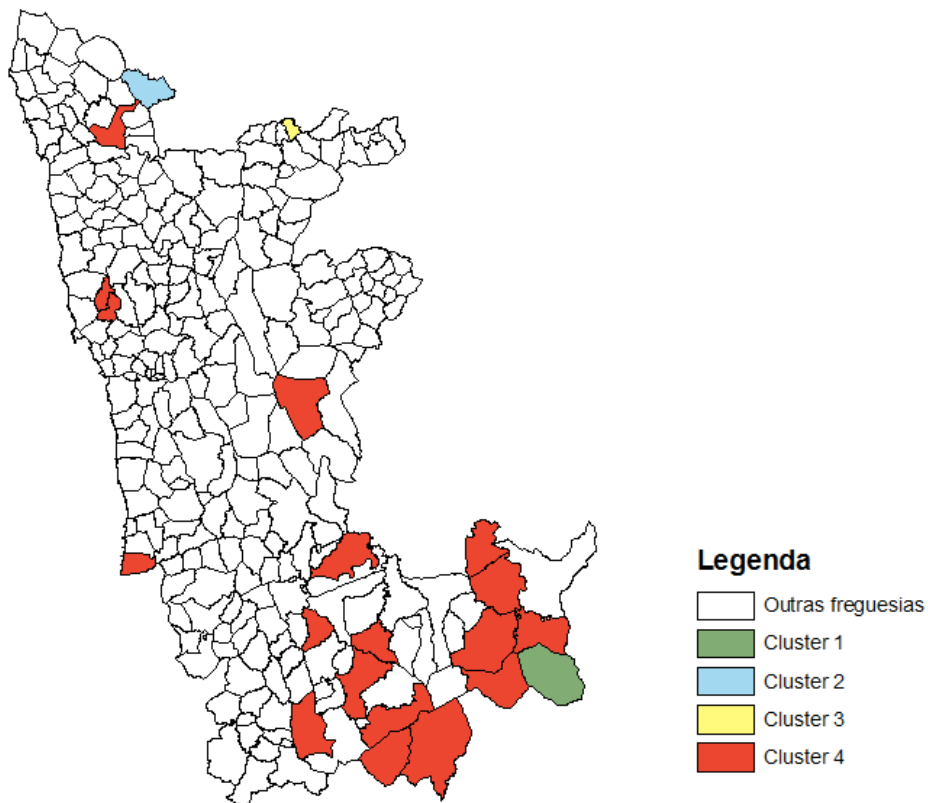 Legenda
Outras freguesias
Cluster 1
Cluster 2
Cluster 3
Cluster 4